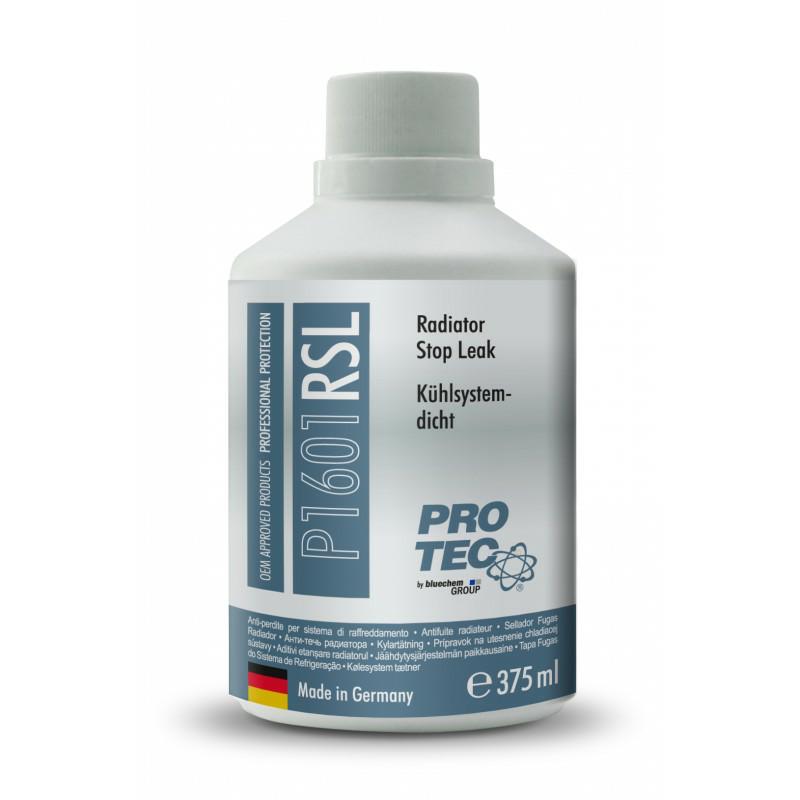 OEM APPROVED PRODUCTS PROFESSIONAL PROTECTION
P1601RSL
Radiator
Stop Leak
Kühlsystem-
dicht
PRO
TEC®
by bluechem
GROUP
Anti-perdite per sistema di raffreddamento • Antifuite radiateur • Sellador Fugas
Radiador • Анти-течь радиатора • Kylartätning • Prípravok na utesnenie chladiacej
sústavy • Aditivi etanşare radiatorul • Jäähdytysjärjestelmän paikkausaine • Tapa Fugas
do Sistema de Refrigeração • Kølesystem tætner
Made in Germany
℮ 375 ml